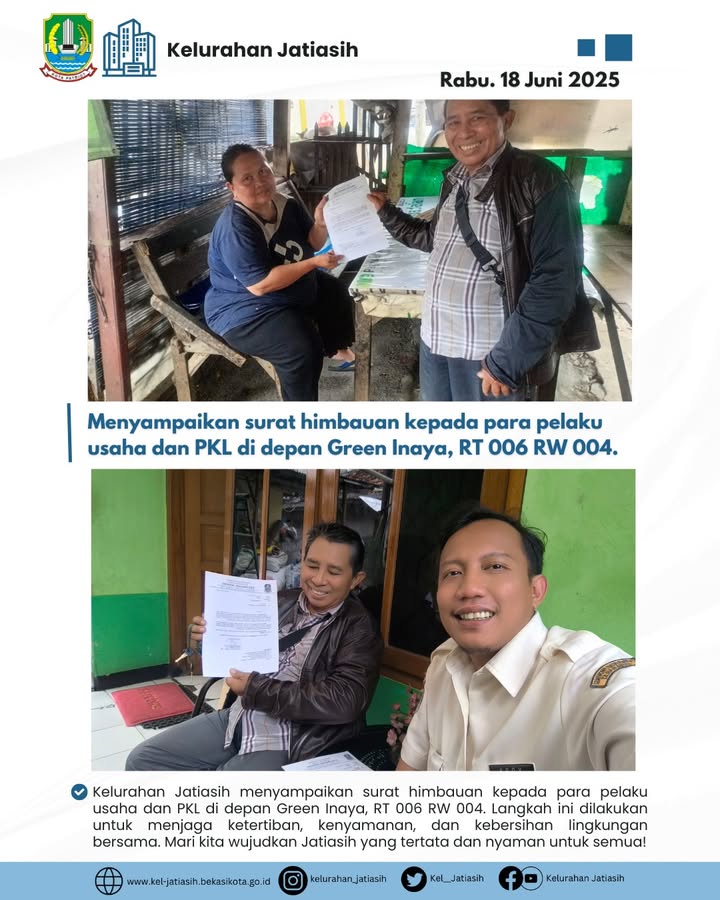 KOTA PATRIOT
Kelurahan Jatiasih
Rabu. 18 Juni 2025
Menyampaikan surat himbauan kepada para pelaku
usaha dan PKL di depan Green Inaya, RT 006 RW 004.
Kelurahan Jatiasih menyampaikan surat himbauan kepada para pelaku
usaha dan PKL di depan Green Inaya, RT 006 RW 004. Langkah ini dilakukan
untuk menjaga ketertiban, kenyamanan, dan kebersihan lingkungan
bersama. Mari kita wujudkan Jatiasih yang tertata dan nyaman untuk semua!
www.kel-jatiasih.bekasikota.go.id
kelurahan_jatiasih
Kel__Jatiasih
Kelurahan Jatiasih